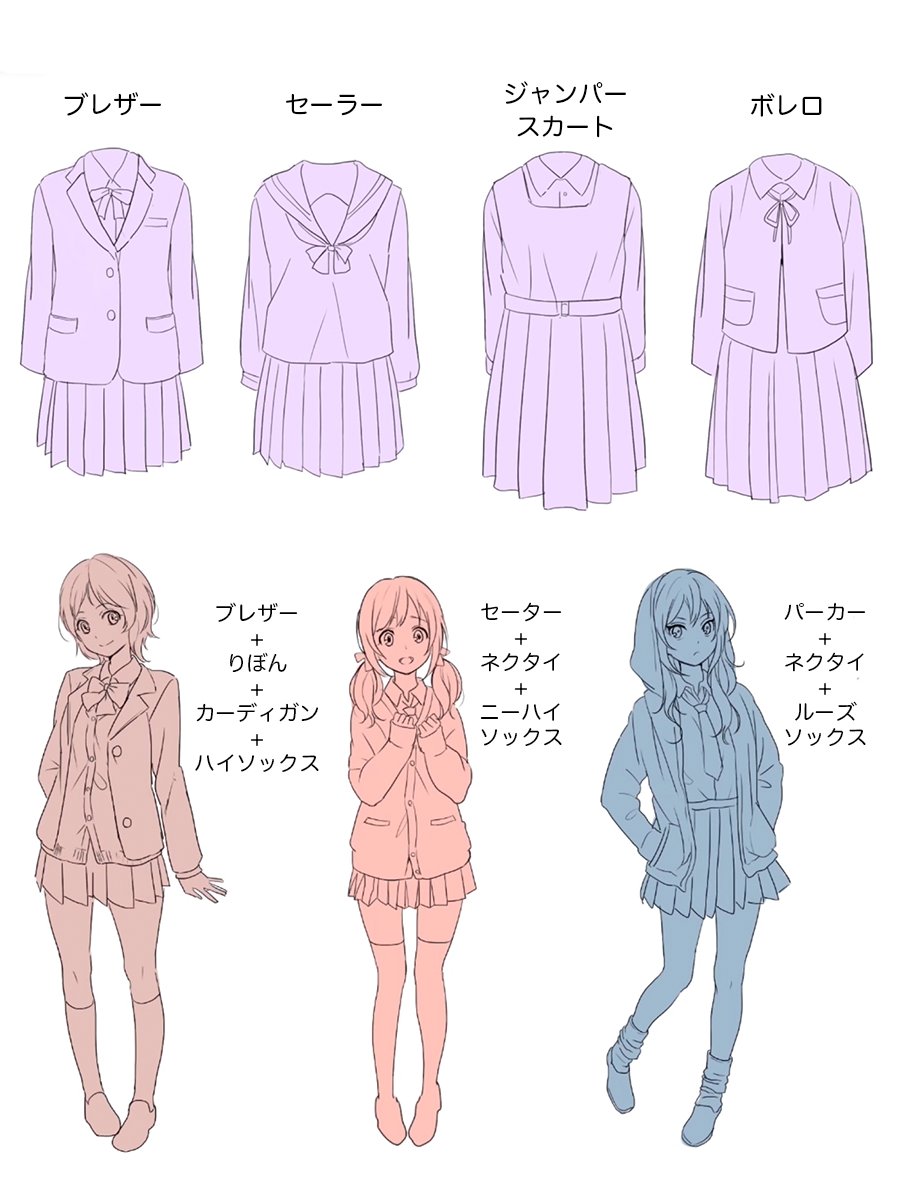 ブレザー
セーラー
ジャンパー
スカート
ボレロ
ブレザー
+
りぼん
+
カーディガン
+
ハイソックス
セーター
+
ネクタイ
+
ニーハイ
ソックス
パーカー
+
ネクタイ
+
ルーズ
ソックス